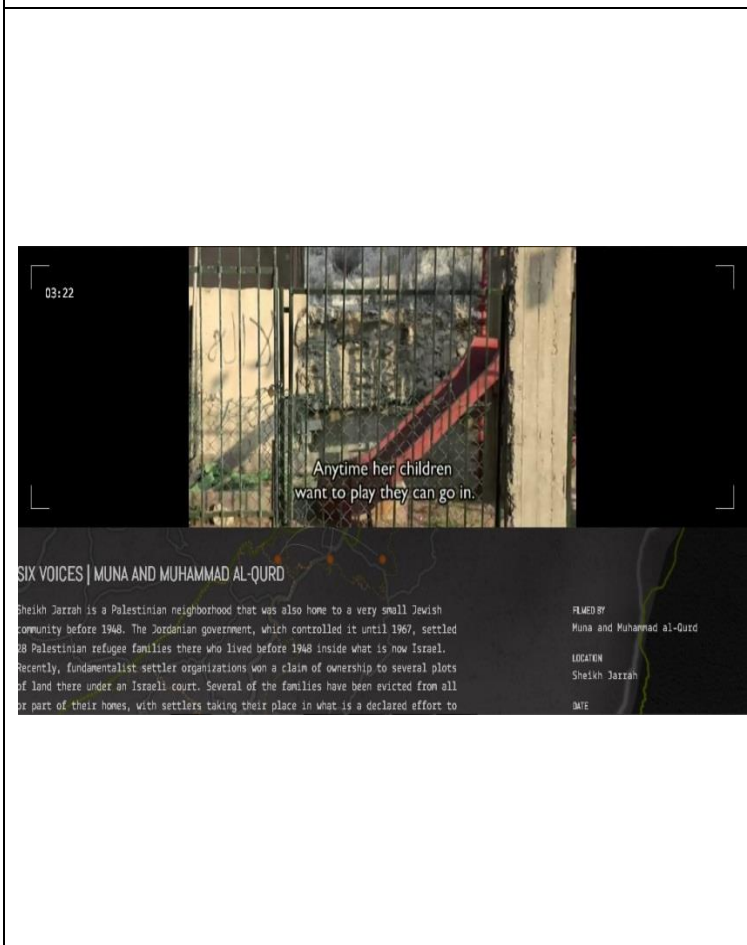 03:22
Anytime her children
want to play they can go in.
SIX VOICES | MUNA AND MUHAMMAD AL-QURD
Sheikh Jarrah is a Palestinian neighborhood that was also home to a very small Jewish
community before 1948. The Jordanian government, which controlled it until 1967, settled
28 Palestinian refugee families there who lived before 1948 inside what is now Israel.
Recently, fundamentalist settler organizations won a claim of ownership to several plots
of land there under an Israeli court. Several of the families have been evicted from all
or part of their homes, with settlers taking their place in what is a declared effort to
FILMED BY
Muna and Muhammad al-Qurd
LOCATION
Sheikh Jarrah
DATE